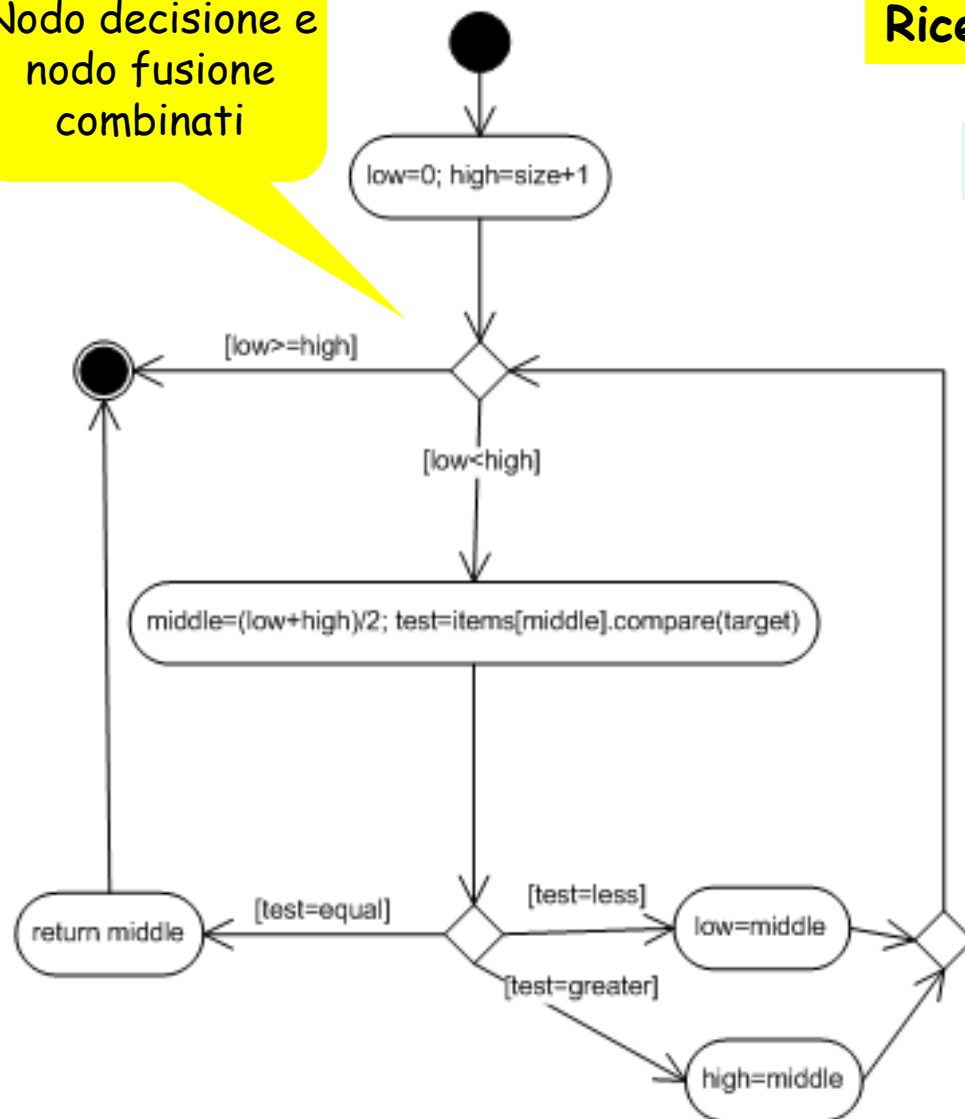 Nodo decisione e
nodo fusione
combinati
Rice
low=0; high=size+1
[low>=high]
[low<high]
middle=(low+high)/2; test=items[middle].compare(target)
[test=equal]
[test=less]
return middle
low=middle
[test=greater]
high=middle